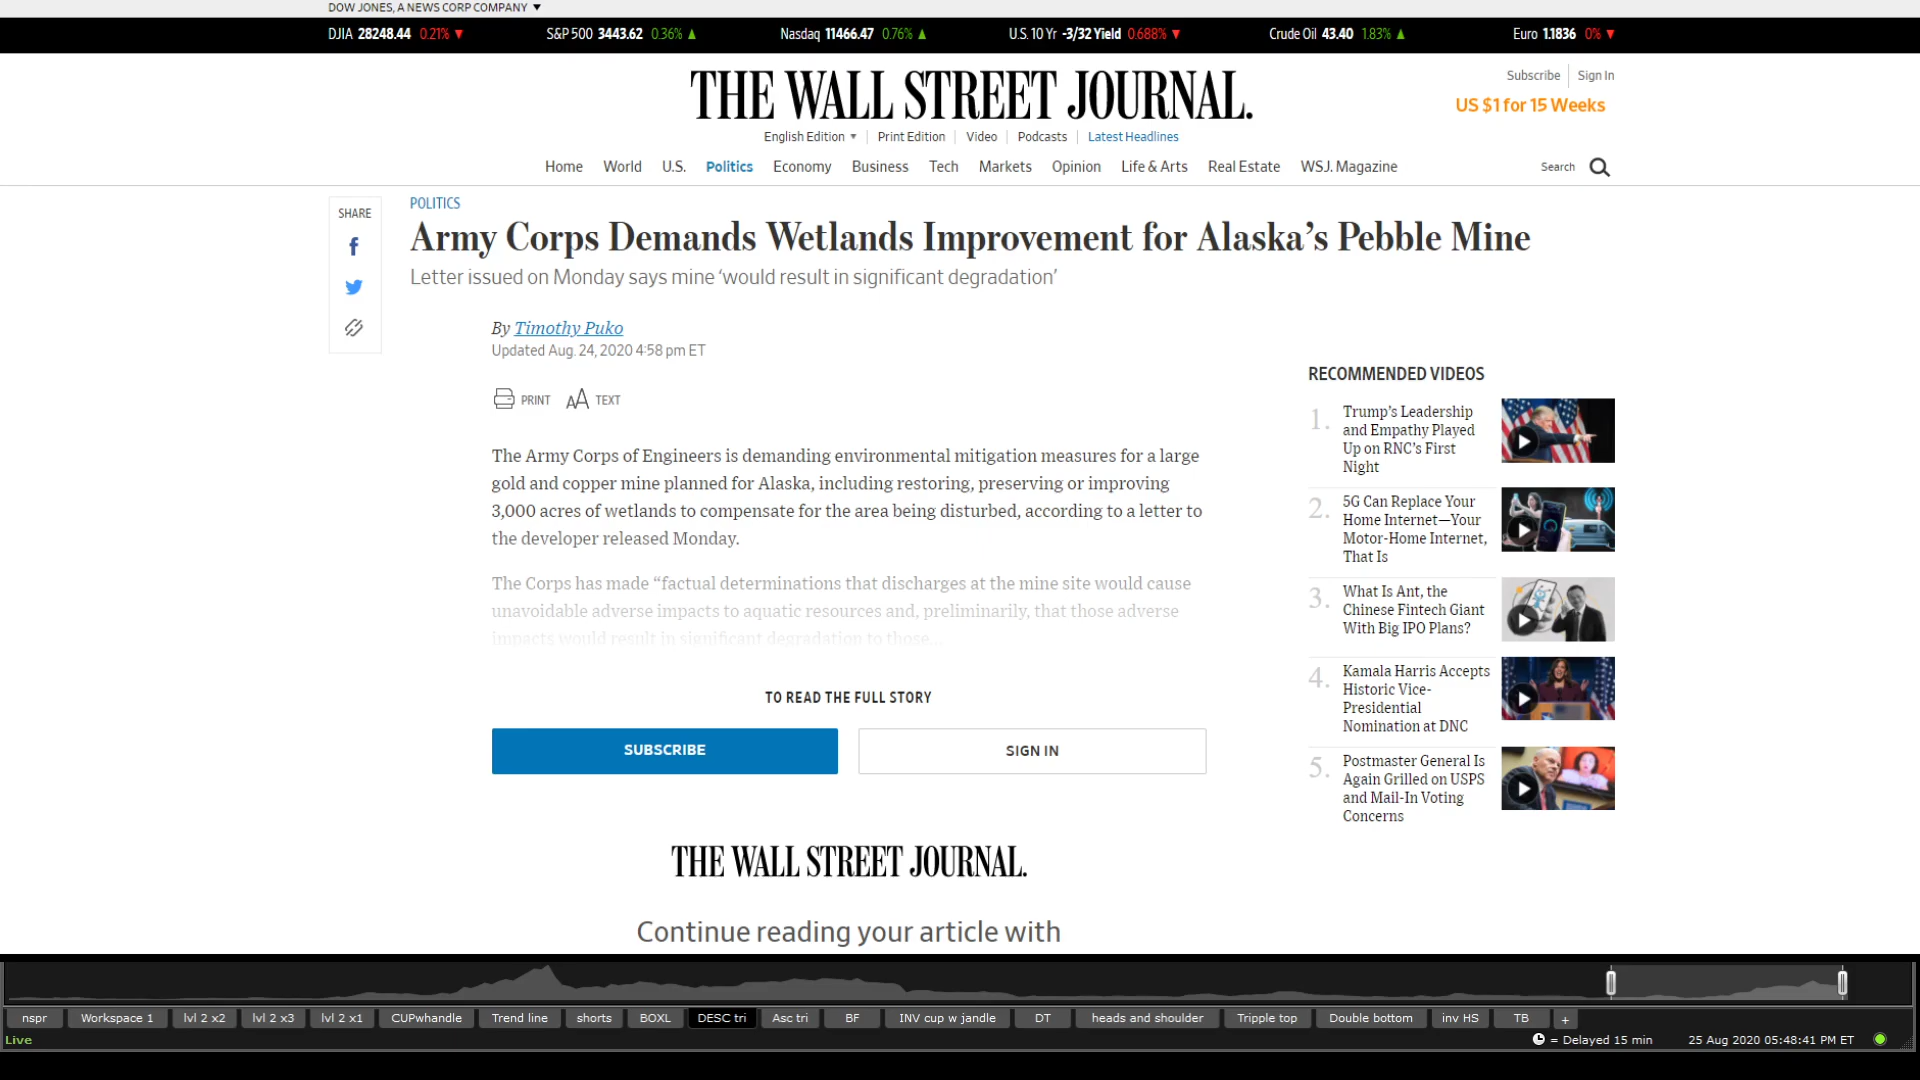 DOW JONES, A NEWS CORP COMPANY ▼
DJIA 28248.44 0.21% ▼ S&P 500 3443.62 0.36% ▲ Nasdaq 11466.47 0.76% ▲ U.S. 10 Yr -3/32 Yield 0.688% ▼ Crude Oil 43.40 1.83% ▲ Euro 1.1836 0% ▼
THE WALL STREET JOURNAL.
Subscribe Sign In
US $1 for 15 Weeks
English Edition ▼ Print Edition Video Podcasts Latest Headlines
Home World U.S. Politics Economy Business Tech Markets Opinion Life & Arts Real Estate WSJ. Magazine Search
SHARE
POLITICS
Army Corps Demands Wetlands Improvement for Alaska’s Pebble Mine
Letter issued on Monday says mine ‘would result in significant degradation’
By Timothy Puko
Updated Aug. 24, 2020 4:58 pm ET
PRINT AA TEXT
The Army Corps of Engineers is demanding environmental mitigation measures for a large
gold and copper mine planned for Alaska, including restoring, preserving or improving
3,000 acres of wetlands to compensate for the area being disturbed, according to a letter to
the developer released Monday.
The Corps has made “factual determinations that discharges at the mine site would cause
unavoidable adverse impacts to aquatic resources and, preliminarily, that those adverse
impacts would result in significant degradation to those...
TO READ THE FULL STORY
SUBSCRIBE SIGN IN
THE WALL STREET JOURNAL.
Continue reading your article with
RECOMMENDED VIDEOS
1. Trump’s Leadership
and Empathy Played
Up on RNC’s First
Night
2. 5G Can Replace Your
Home Internet—Your
Motor-Home Internet,
That Is
3. What Is Ant, the
Chinese Fintech Giant
With Big IPO Plans?
4. Kamala Harris Accepts
Historic Vice-
Presidential
Nomination at DNC
5. Postmaster General Is
Again Grilled on USPS
and Mail-In Voting
Concerns
nspr Workspace 1 lvl 2 x2 lvl 2 x3 lvl 2 x1 CUPwhandle Trend line shorts BOXL DESC tri Asc tri BF INV cup w jandle DT heads and shoulder Tripple top Double bottom inv HS TB +
Live = Delayed 15 min 25 Aug 2020 05:48:41 PM ET